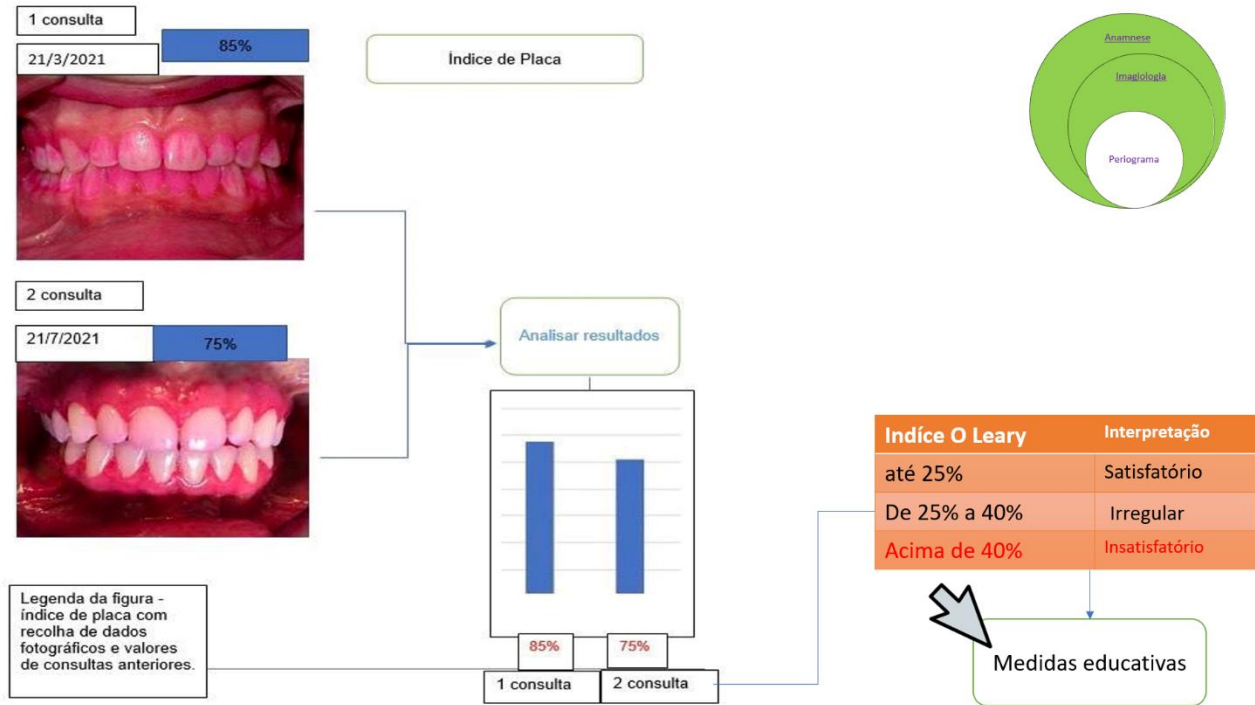 1 consulta
21/3/2021
85%
Índice de Placa
Anamnese
Imagiologia
Periograma
2 consulta
21/7/2021
75%
Analisar resultados
Indíce O Leary
Interpretação
até 25%
Satisfatório
De 25% a 40%
Irregular
Acima de 40%
Insatisfatório
Legenda da figura -
índice de placa com
recolha de dados
fotográficos e valores
de consultas anteriores.
85%
75%
1 consulta
2 consulta
Medidas educativas